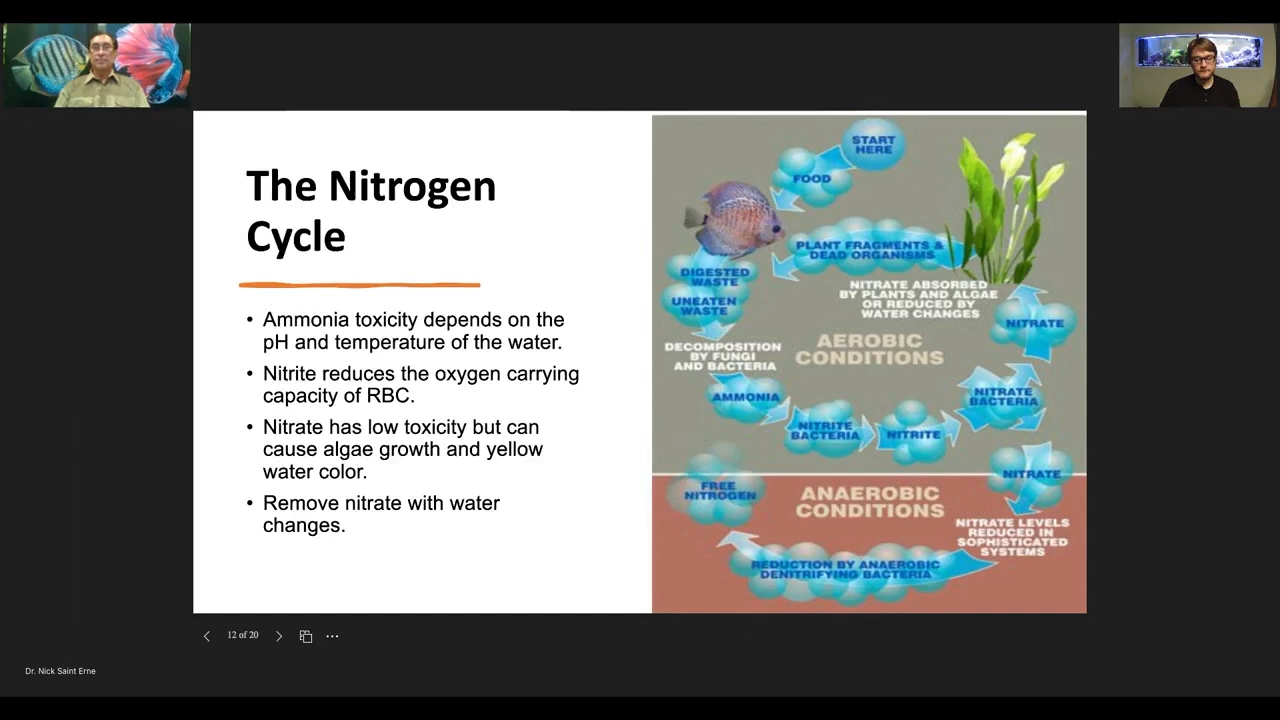 The Nitrogen
Cycle
• Ammonia toxicity depends on the
pH and temperature of the water.
• Nitrite reduces the oxygen carrying
capacity of RBC.
• Nitrate has low toxicity but can
cause algae growth and yellow
water color.
• Remove nitrate with water
changes.
START
HERE
FOOD
PLANT FRAGMENTS &
DEAD ORGANISMS
DIGESTED
WASTE
UNEATEN
WASTE
NITRATE ABSORBED
BY PLANTS AND ALGAE
OR REDUCED BY
WATER CHANGES
NITRATE
DECOMPOSITION
BY FUNGI
AND BACTERIA
AEROBIC
CONDITIONS
AMMONIA
NITRITE
BACTERIA
NITRITE
NITRATE
BACTERIA
NITRATE
FREE
NITROGEN
ANAEROBIC
CONDITIONS
NITRATE LEVELS
REDUCED IN
SOPHISTICATED
SYSTEMS
REDUCTION BY ANAEROBIC
DENITRIFYING BACTERIA
12 of 20
Dr. Nick Saint Erne